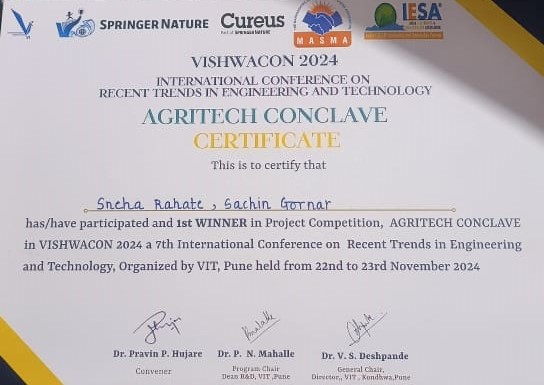 SPRINGER NATURE
Cureus
Part of SPRINGER NATURE
MASMA
IESA
VISHWACON 2024
INTERNATIONAL CONFERENCE ON
RECENT TRENDS IN ENGINEERING AND TECHNOLOGY
AGRITECH CONCLAVE
CERTIFICATE
This is to certify that
Sneha Rahate, Sachin Gornar
has/have participated and 1st WINNER in Project Competition, AGRITECH CONCLAVE
in VISHWACON 2024 a 7th International Conference on Recent Trends in Engineering
and Technology, Organized by VIT, Pune held from 22nd to 23rd November 2024
Dr. Pravin P. Hujare
Convener
Dr. P. N. Mahalle
Program Chair
Dean R&D, VIT ,Pune
Dr. V. S. Deshpande
General Chair,
Director,, VIT , Kondhwa,Pune